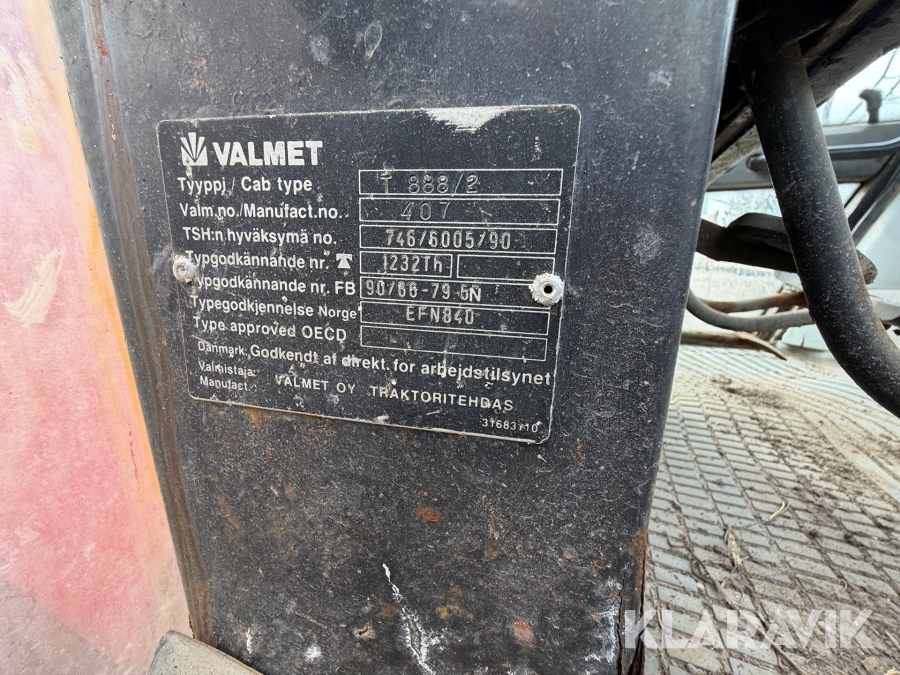 VALMET
Tyyppi / Cab type T 888/2
Valm.no./Manufact.no. 407
TSH:n hyväksymä no. 746/6005/90
Typgodkännande nr. T 1232Th
Typgodkännande nr. FB 90/66-79.5N
Typegodkjennelse Norge EFN840
Type approved OECD
Danmark: Godkendt af direkt. for arbejdstilsynet
Valmistaja:
Manufact.: VALMET OY TRAKTORITEHDAS
31683710
KLARAVIK